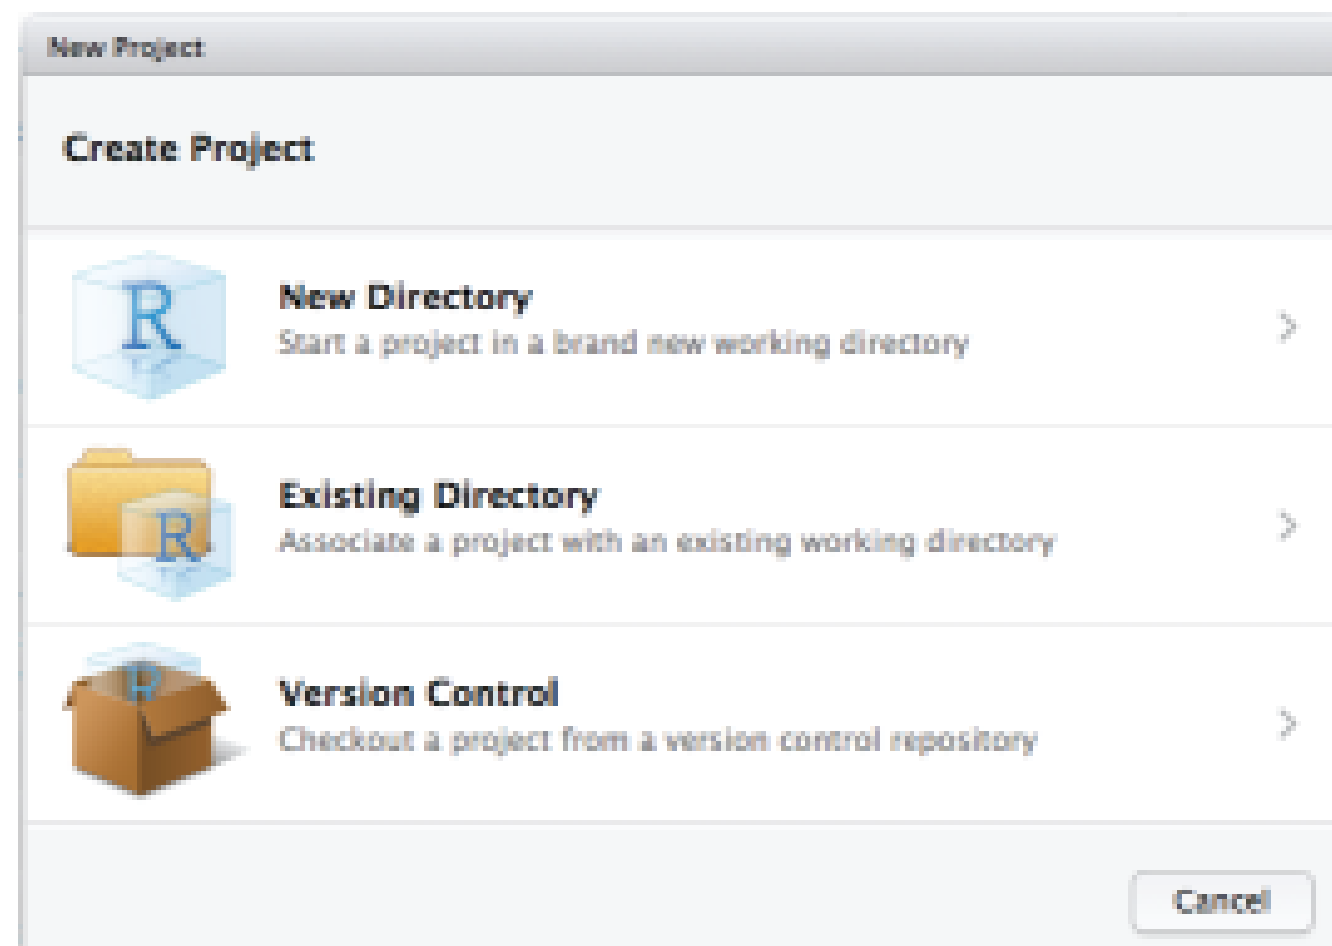 New Project
Create Project
R
New Directory
Start a project in a brand new working directory
R
Existing Directory
Associate a project with an existing working directory
R
Version Control
Checkout a project from a version control repository
Cancel